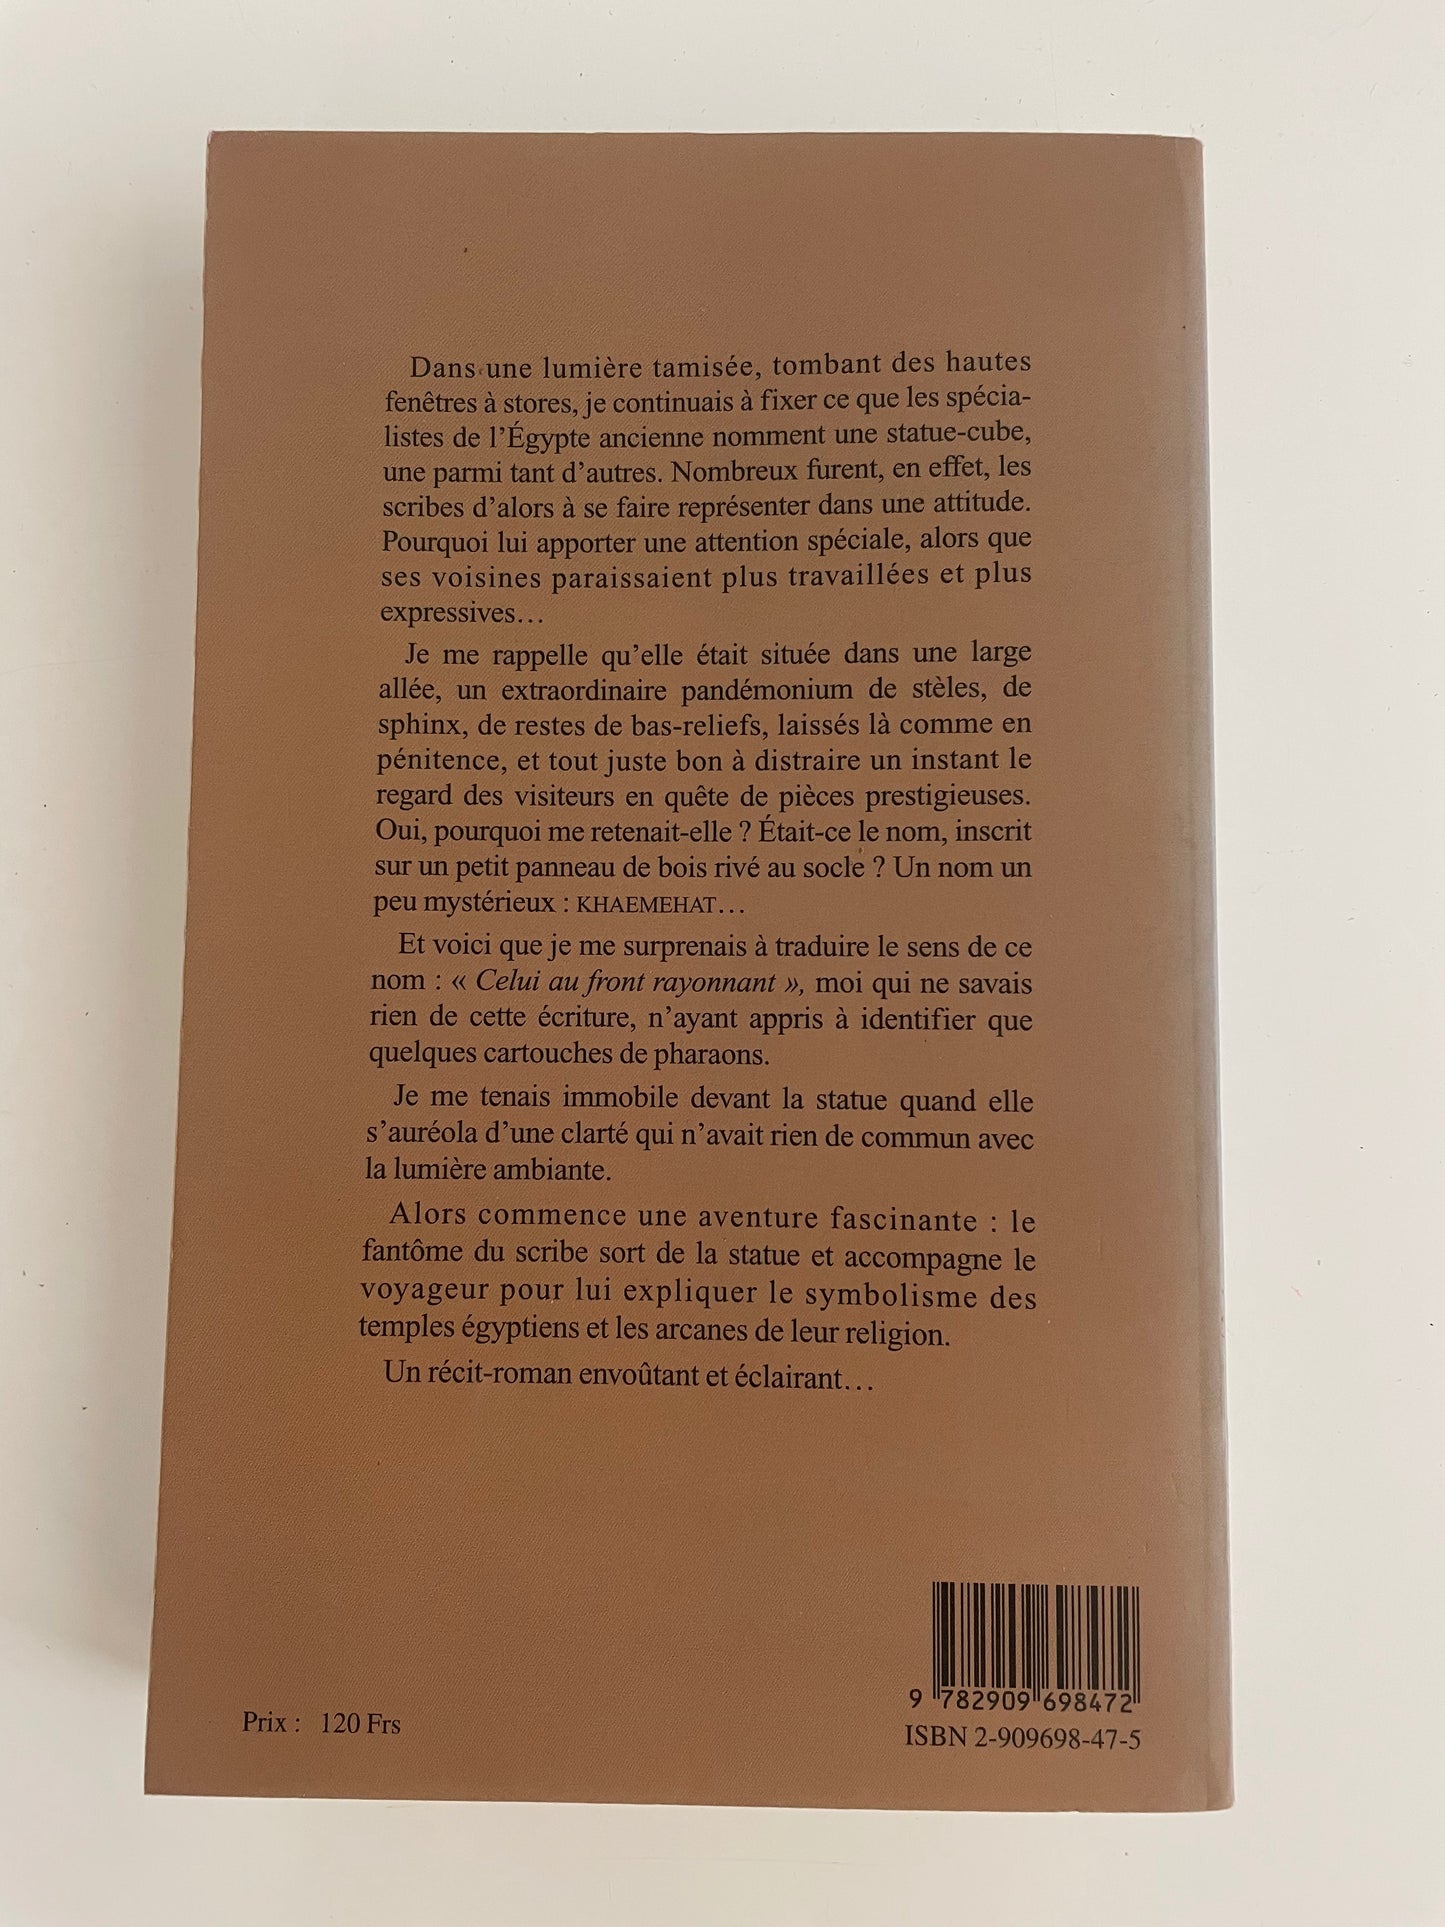 Dans une lumière tamisée, tombant des hautes
fenêtres à stores, je continuais à fixer ce que les spécia-
listes de l'Égypte ancienne nomment une statue-cube,
une parmi tant d'autres. Nombreux furent, en effet, les
scribes d'alors à se faire représenter dans une attitude.
Pourquoi lui apporter une attention spéciale, alors que
ses voisines paraissaient plus travaillées et plus
expressives…
Je me rappelle qu'elle était située dans une large
allée, un extraordinaire pandémonium de stèles, de
sphinx, de restes de bas-reliefs, laissés là comme en
pénitence, et tout juste bon à distraire un instant le
regard des visiteurs en quête de pièces prestigieuses.
Oui, pourquoi me retenait-elle ? Était-ce le nom, inscrit
sur un petit panneau de bois rivé au socle ? Un nom un
peu mystérieux : KHAEMEHAT…
Et voici que je me surprenais à traduire le sens de ce
nom : « Celui au front rayonnant », moi qui ne savais
rien de cette écriture, n'ayant appris à identifier que
quelques cartouches de pharaons.
Je me tenais immobile devant la statue quand elle
s'auréola d'une clarté qui n'avait rien de commun avec
la lumière ambiante.
Alors commence une aventure fascinante : le
fantôme du scribe sort de la statue et accompagne le
voyageur pour lui expliquer le symbolisme des
temples égyptiens et les arcanes de leur religion.
Un récit-roman envoûtant et éclairant…
Prix : 120 Frs
9 782909 698472
ISBN 2-909698-47-5